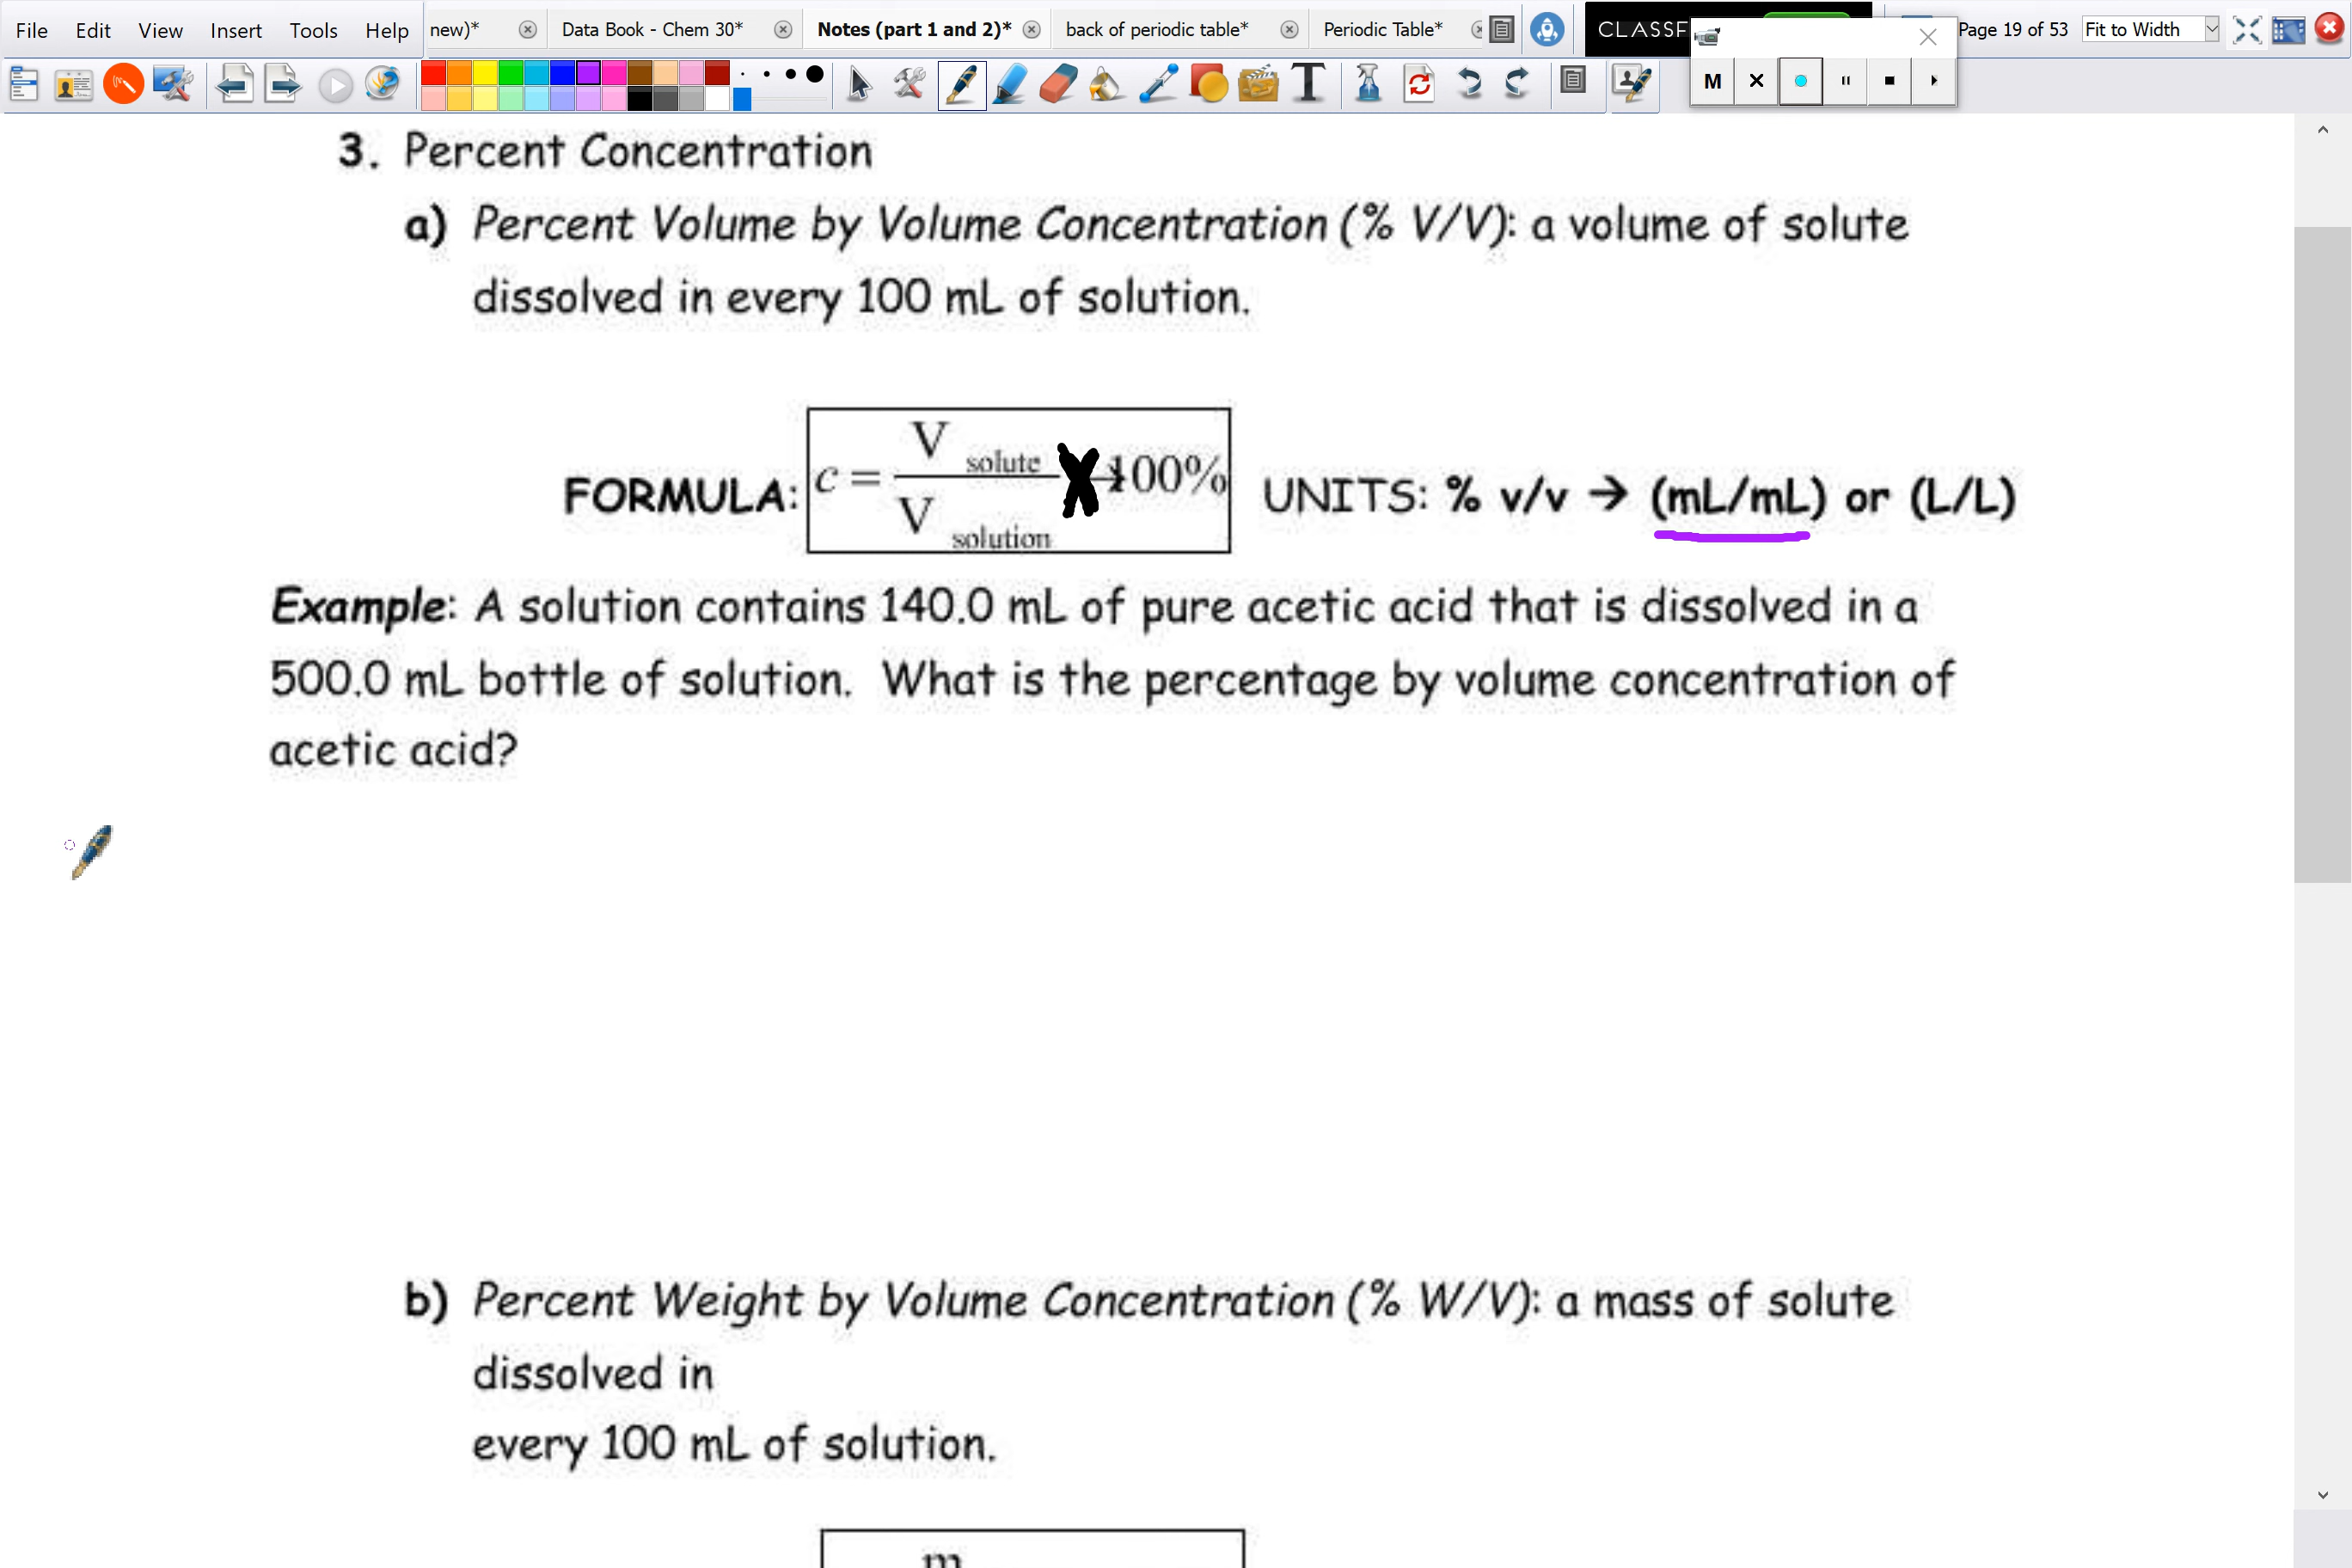 File Edit View Insert Tools Help new)* Data Book - Chem 30* Notes (part 1 and 2)* back of periodic table* Periodic Table* Page 19 of 53 Fit to Width
T M
3. Percent Concentration
a) Percent Volume by Volume Concentration (% V/V): a volume of solute
dissolved in every 100 mL of solution.
FORMULA: c = V solute / V solution X 100% UNITS: % v/v → (mL/mL) or (L/L)
Example: A solution contains 140.0 mL of pure acetic acid that is dissolved in a
500.0 mL bottle of solution. What is the percentage by volume concentration of
acetic acid?
b) Percent Weight by Volume Concentration (% W/V): a mass of solute
dissolved in
every 100 mL of solution.
m